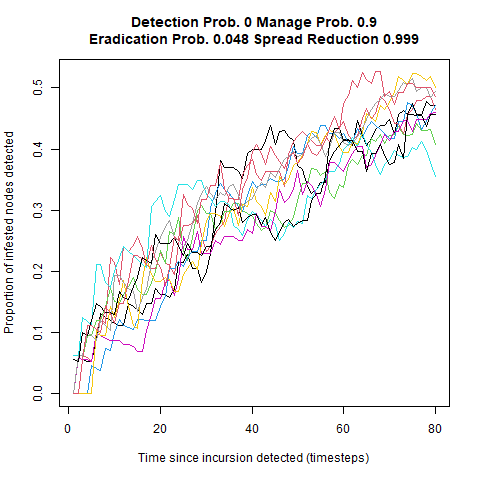 Detection Prob. 0 Manage Prob. 0.9
Eradication Prob. 0.048 Spread Reduction 0.999
Proportion of infested nodes detected
0.5
0.4
0.3
0.2
0.1
0.0
0 20 40 60 80
Time since incursion detected (timesteps)